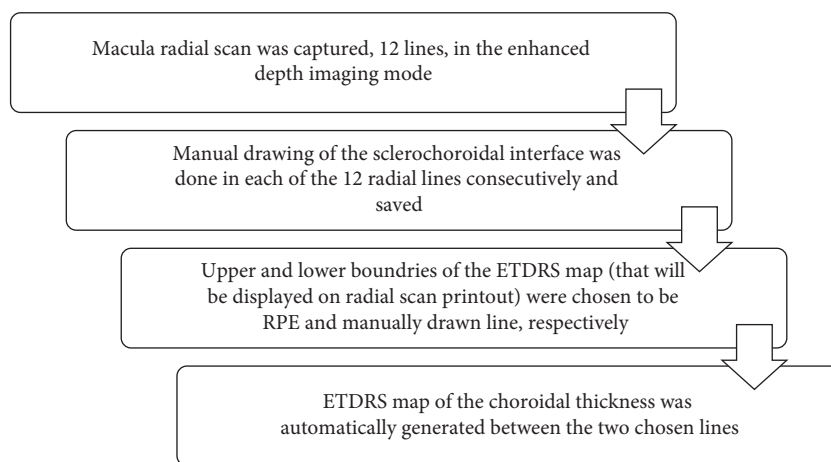 Macula radial scan was captured, 12 lines, in the enhanced
depth imaging mode
Manual drawing of the sclerochoroidal interface was
done in each of the 12 radial lines consecutively and
saved
Upper and lower boundries of the ETDRS map (that will
be displayed on radial scan printout) were chosen to be
RPE and manually drawn line, respectively
ETDRS map of the choroidal thickness was
automatically generated between the two chosen lines